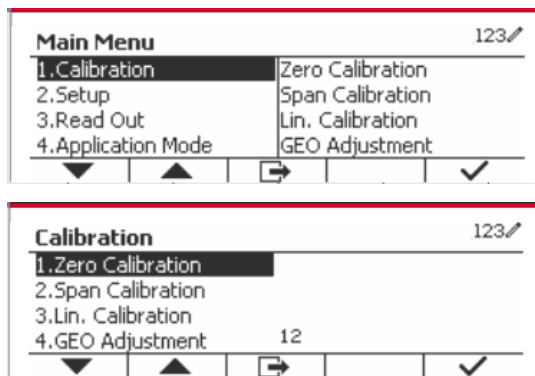 Main Menu 123
1.Calibration Zero Calibration
2.Setup Span Calibration
3.Read Out Lin. Calibration
4.Application Mode GEO Adjustment
Calibration 123
1.Zero Calibration
2.Span Calibration
3.Lin. Calibration
4.GEO Adjustment 12